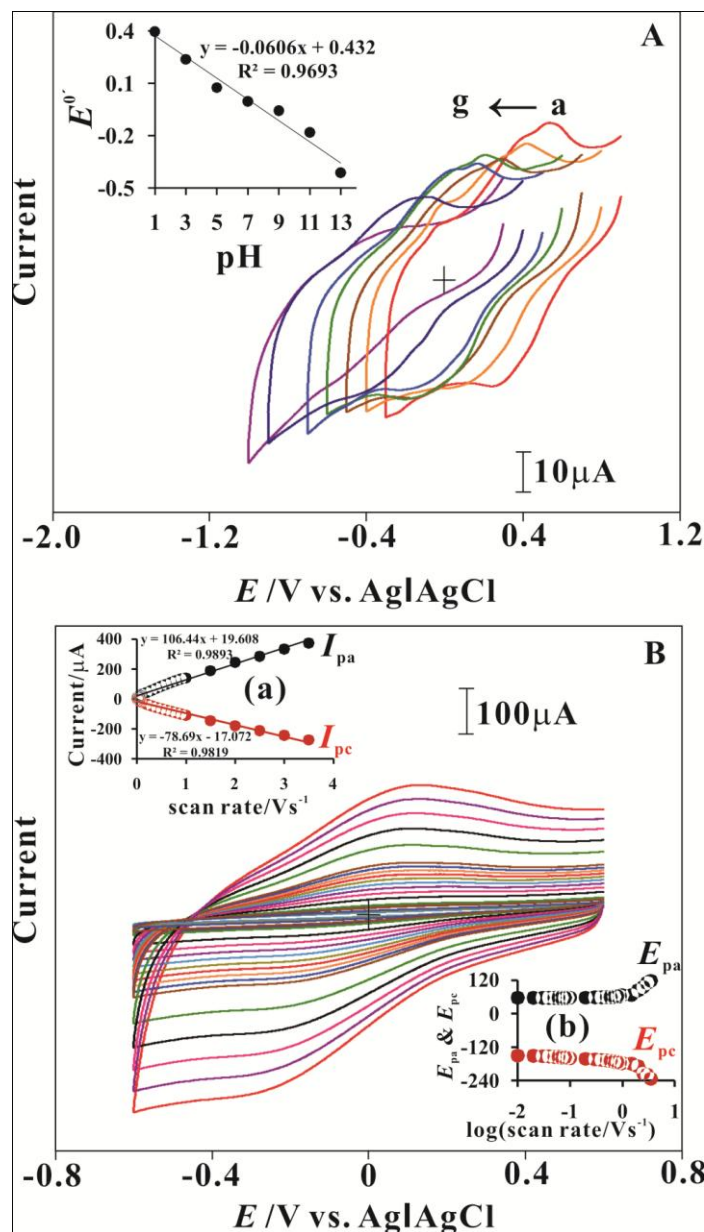 A
y = -0.0606x + 0.432
R² = 0.9693
E⁰′
0.4
0.1
-0.2
-0.5
1 3 5 7 9 11 13
pH
g ← a
Current
10μA
-2.0 -1.2 -0.4 0.4 1.2
E /V vs. Ag|AgCl
B
y = 106.44x + 19.608
R² = 0.9893
Ipa
(a)
y = -78.69x - 17.072
R² = 0.9819
Ipc
Current/μA
400
200
0
-200
-400
0 1 2 3 4
scan rate/Vs⁻¹
100μA
Current
Epa
(b)
Epc
Epa & Epc
120
0
-120
-240
-2 -1 0 1
log(scan rate/Vs⁻¹)
-0.8 -0.4 0 0.4 0.8
E /V vs. Ag|AgCl